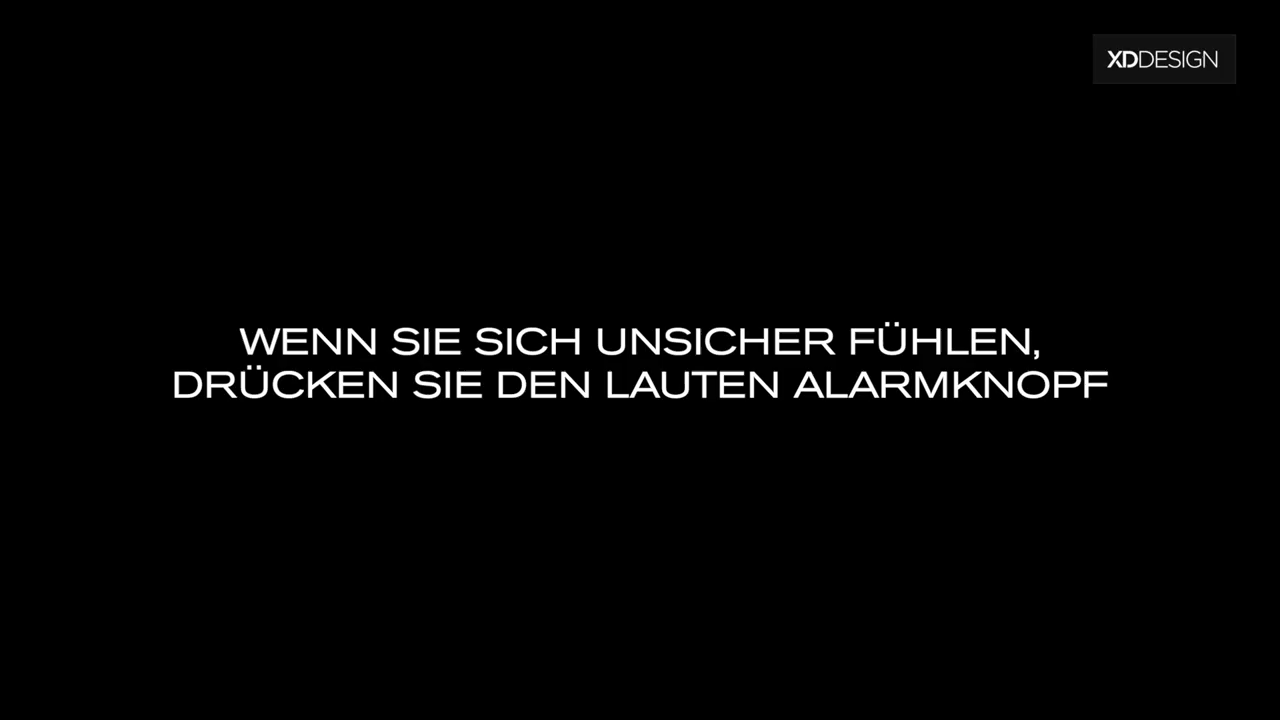 XDDESIGN
WENN SIE SICH UNSICHER FÜHLEN,
DRÜCKEN SIE DEN LAUTEN ALARMKNOPF